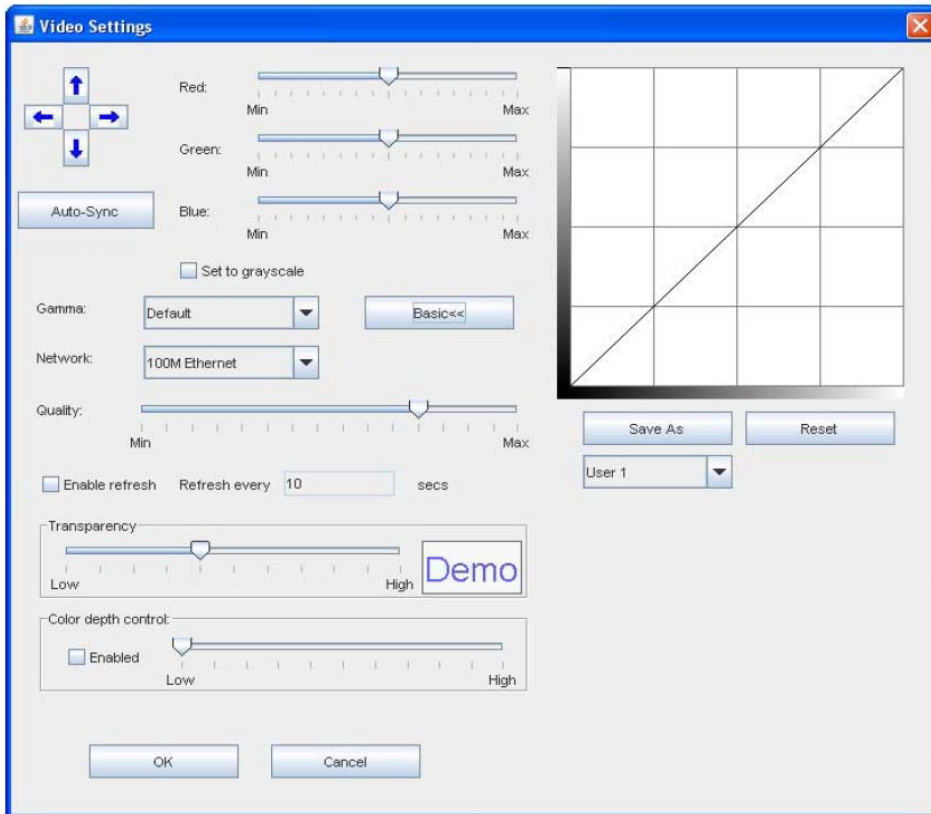 Video Settings
Red:
Min Max
Green:
Min Max
Auto-Sync
Blue:
Min Max
Set to grayscale
Gamma: Default Basic<<
Network: 100M Ethernet
Quality:
Min Max
Save As Reset
User 1
Enable refresh Refresh every 10 secs
Transparency
Low High
Demo
Color depth control:
Enabled
Low High
OK Cancel